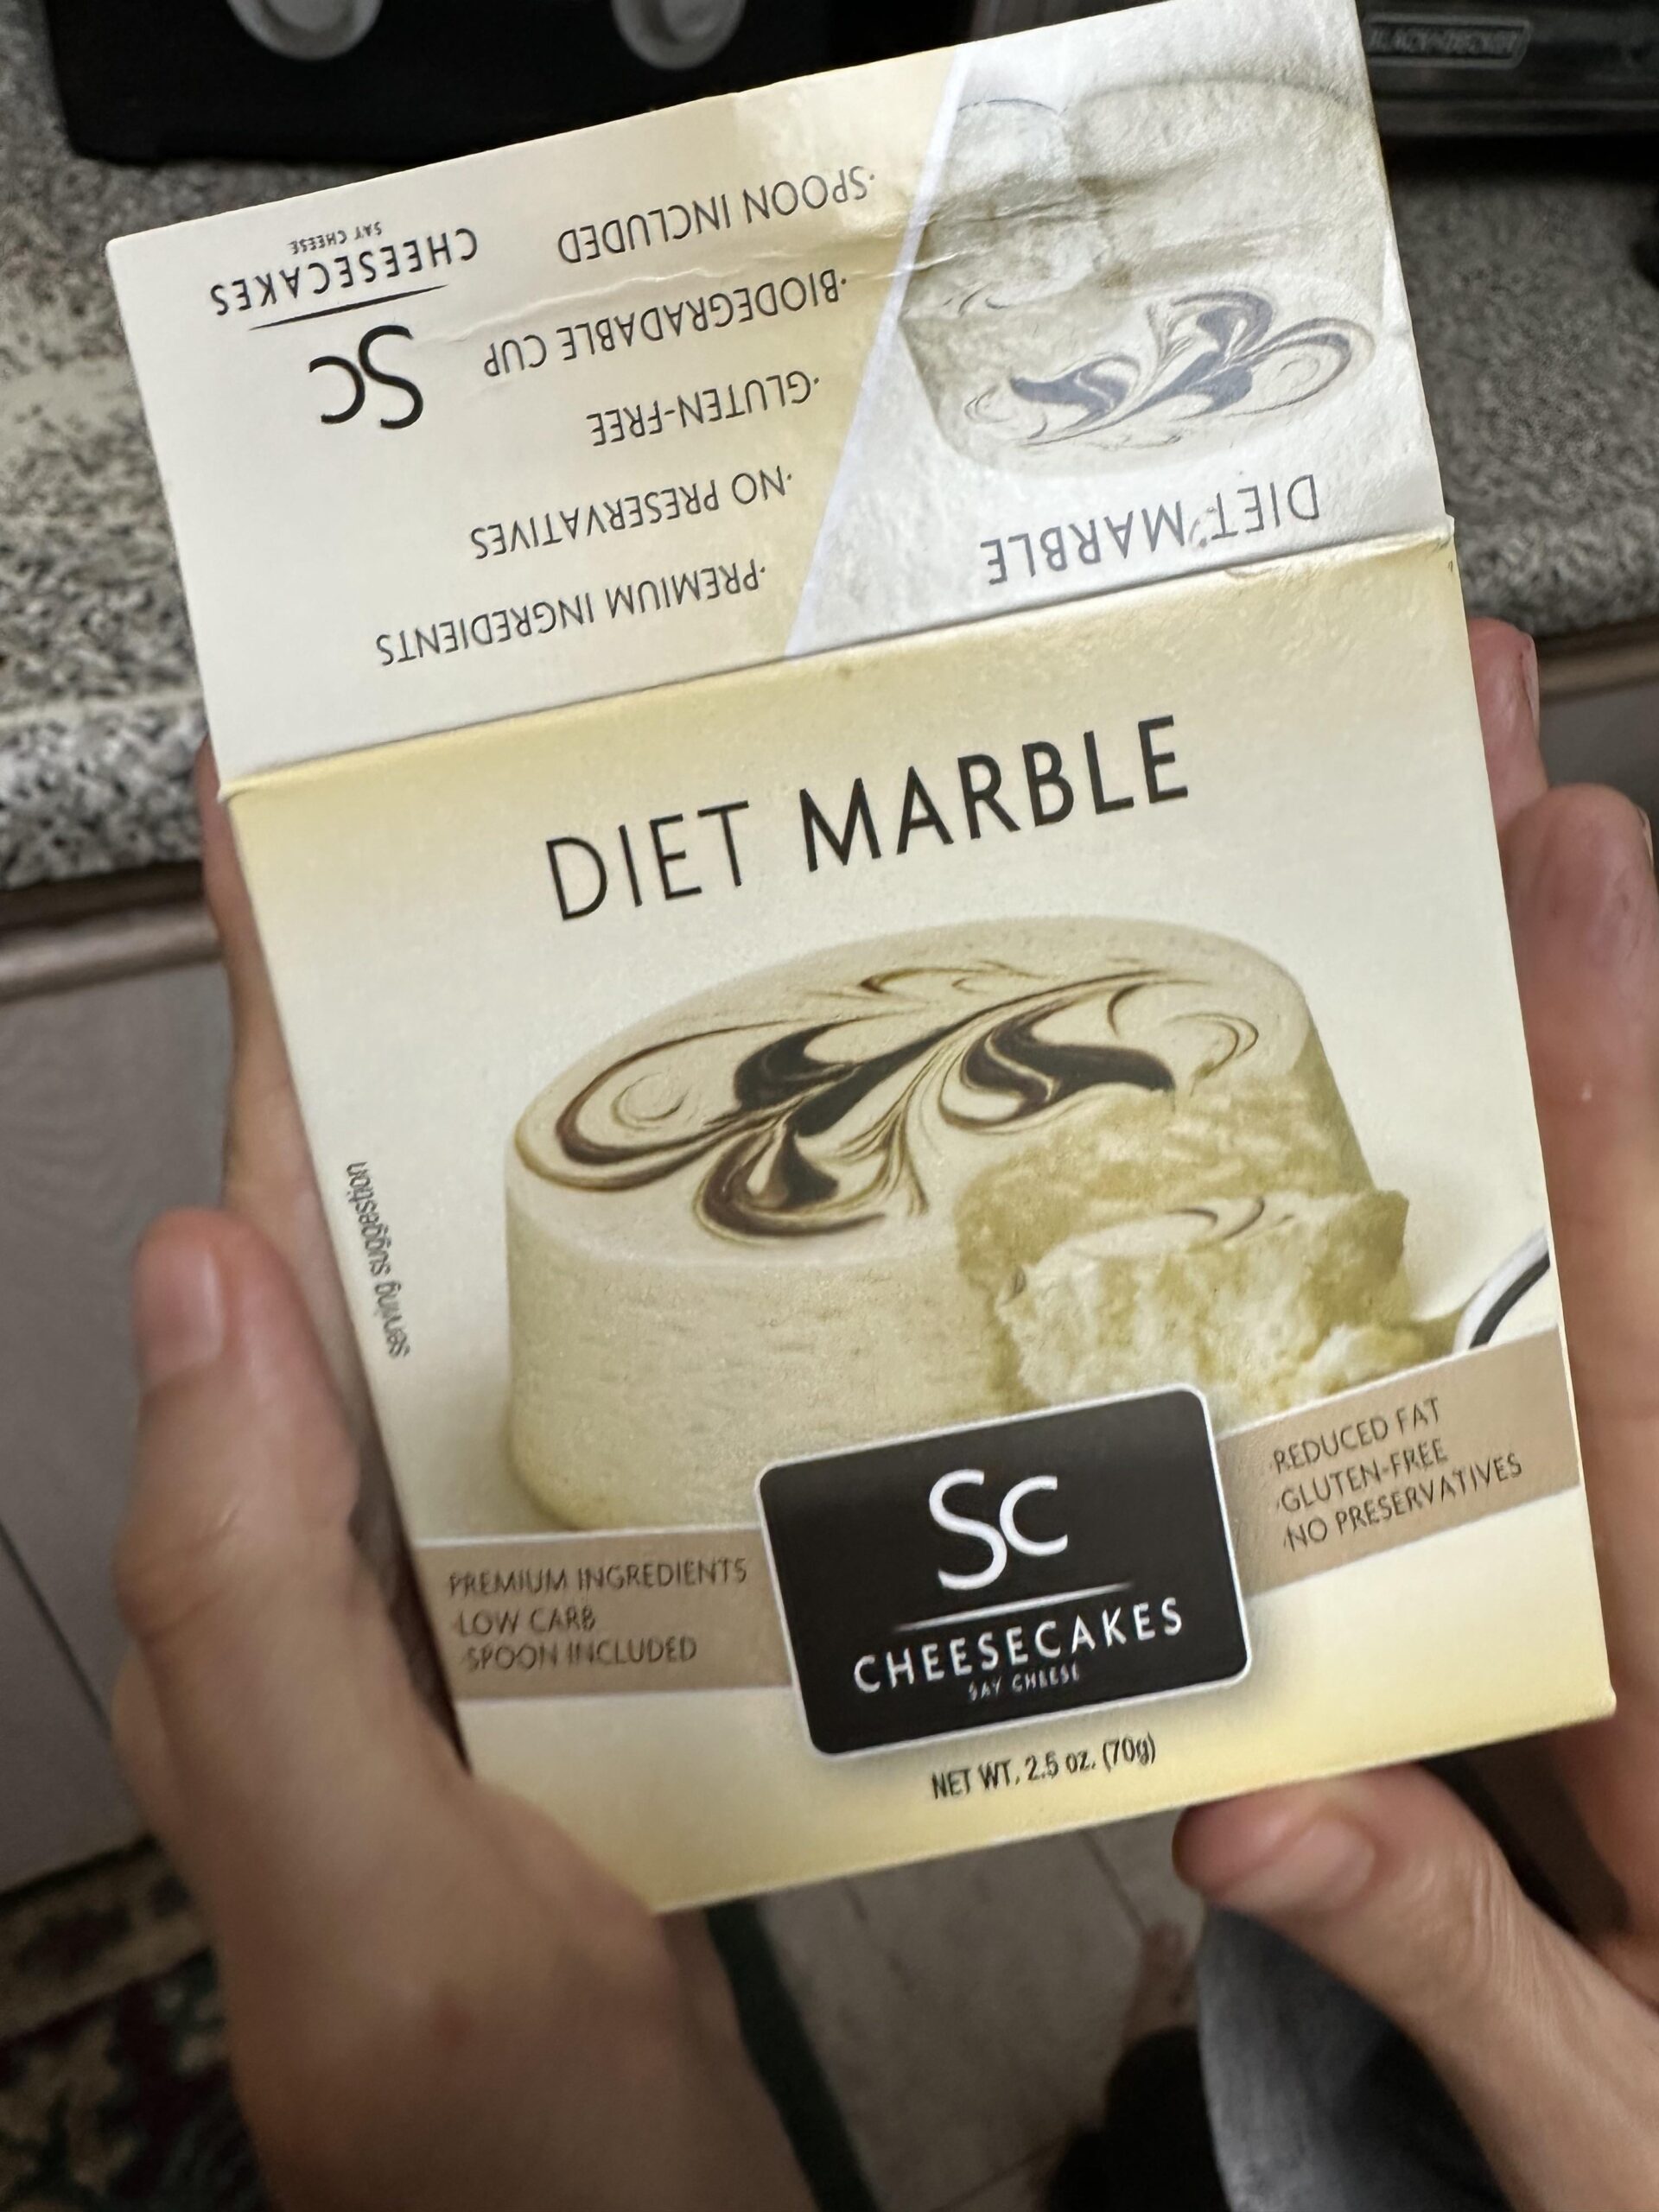 BLACK+DECKER
·SPOON INCLUDED
·BIODEGRADABLE CUP
·GLUTEN-FREE
·NO PRESERVATIVES
·PREMIUM INGREDIENTS
SC
CHEESECAKES
SAY CHEESE
DIET MARBLE
DIET MARBLE
serving suggestion
PREMIUM INGREDIENTS
·LOW CARB
·SPOON INCLUDED
SC
CHEESECAKES
SAY CHEESE
·REDUCED FAT
·GLUTEN-FREE
·NO PRESERVATIVES
NET WT. 2.5 oz. (70g)